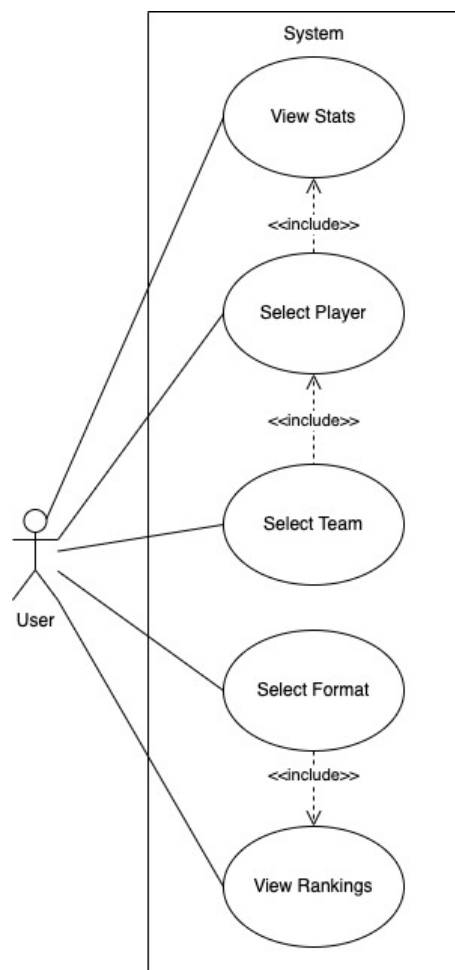 System
View Stats
<<include>>
Select Player
<<include>>
Select Team
User
Select Format
<<include>>
View Rankings